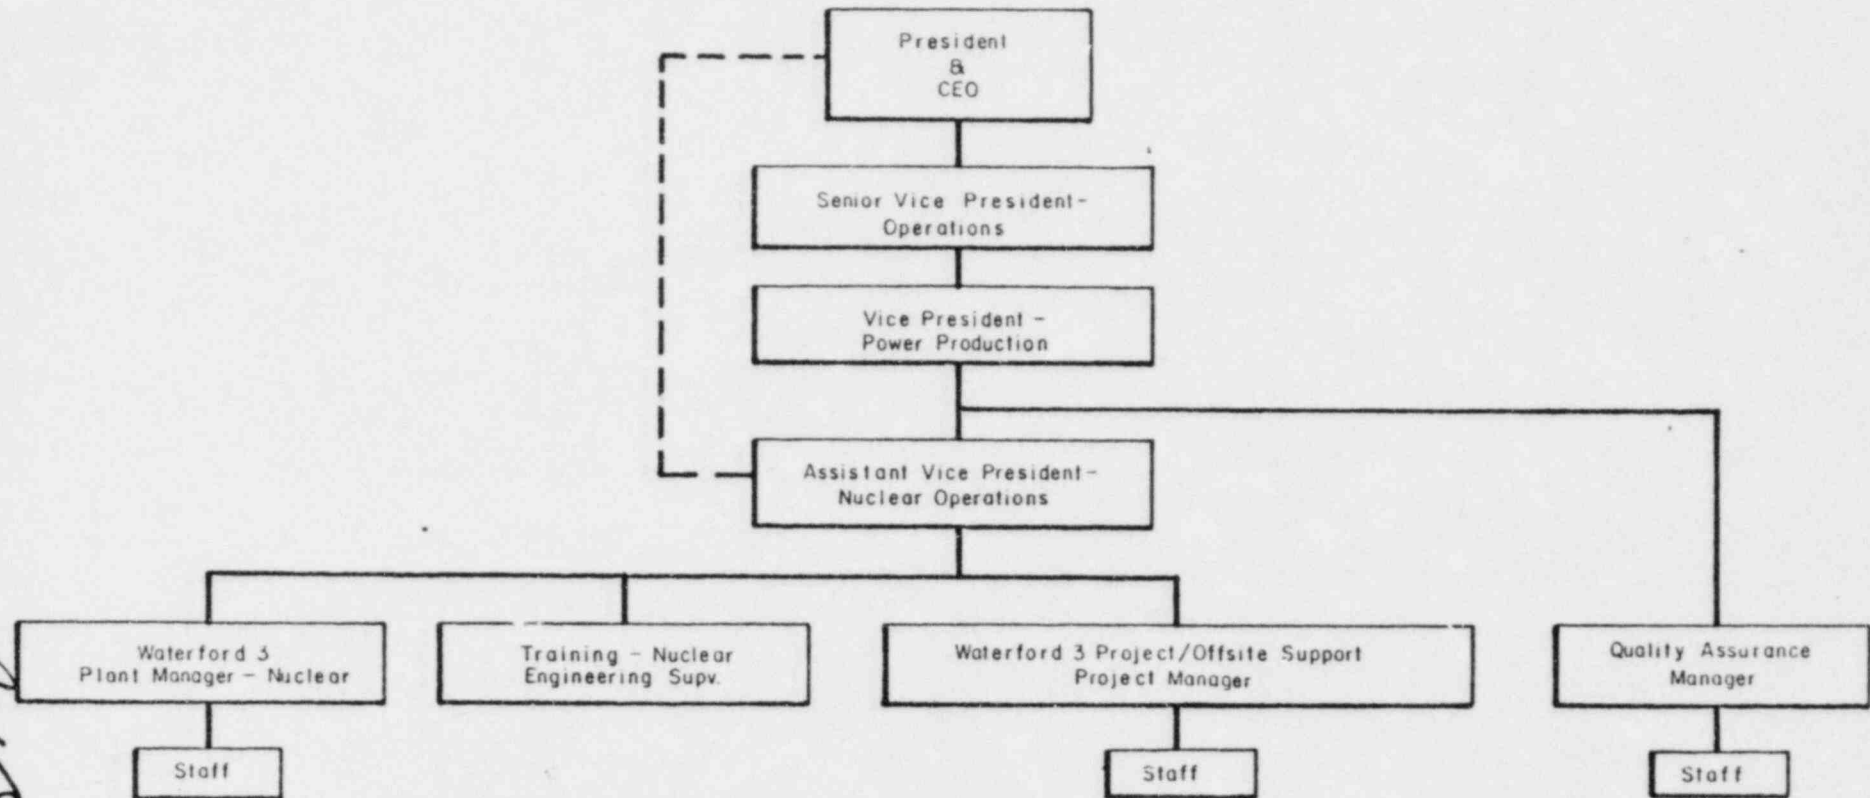 President
&
CEO
Senior Vice President-
Operations
Vice President -
Power Production
Assistant Vice President-
Nuclear Operations
Waterford 3
Plant Manager - Nuclear
Training - Nuclear
Engineering Supv.
Waterford 3 Project/Offsite Support
Project Manager
Quality Assurance
Manager
Staff
Staff
Staff